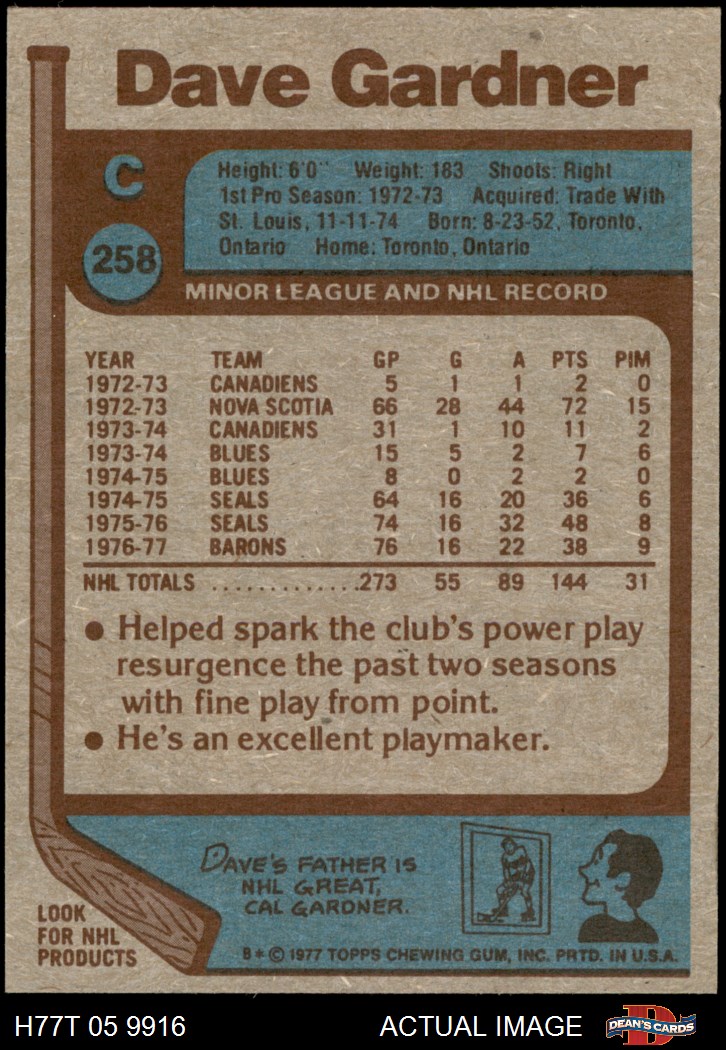 Dave Gardner
C
258
Height: 6'0" Weight: 183 Shoots: Right
1st Pro Season: 1972-73 Acquired: Trade With
St. Louis, 11-11-74 Born: 8-23-52, Toronto,
Ontario Home: Toronto, Ontario
MINOR LEAGUE AND NHL RECORD
YEAR TEAM GP G A PTS PIM
1972-73 CANADIENS 5 1 1 2 0
1972-73 NOVA SCOTIA 66 28 44 72 15
1973-74 CANADIENS 31 1 10 11 2
1973-74 BLUES 15 5 2 7 6
1974-75 BLUES 8 0 2 2 0
1974-75 SEALS 64 16 20 36 6
1975-76 SEALS 74 16 32 48 8
1976-77 BARONS 76 16 22 38 9
NHL TOTALS ..............273 55 89 144 31
● Helped spark the club's power play
resurgence the past two seasons
with fine play from point.
● He's an excellent playmaker.
DAVE'S FATHER IS
NHL GREAT,
CAL GARDNER.
LOOK
FOR NHL
PRODUCTS
B * © 1977 TOPPS CHEWING GUM, INC. PRTD. IN U.S.A.
H77T 05 9916 ACTUAL IMAGE
D
DEAN'S CARDS